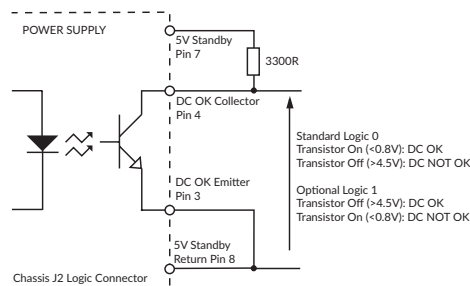 POWER SUPPLY
5V Standby
Pin 7
3300R
DC OK Collector
Pin 4
Standard Logic 0
Transistor On (<0.8V): DC OK
Transistor Off (>4.5V): DC NOT OK
Optional Logic 1
Transistor Off (>4.5V): DC OK
Transistor On (<0.8V): DC NOT OK
DC OK Emitter
Pin 3
5V Standby
Return Pin 8
Chassis J2 Logic Connector